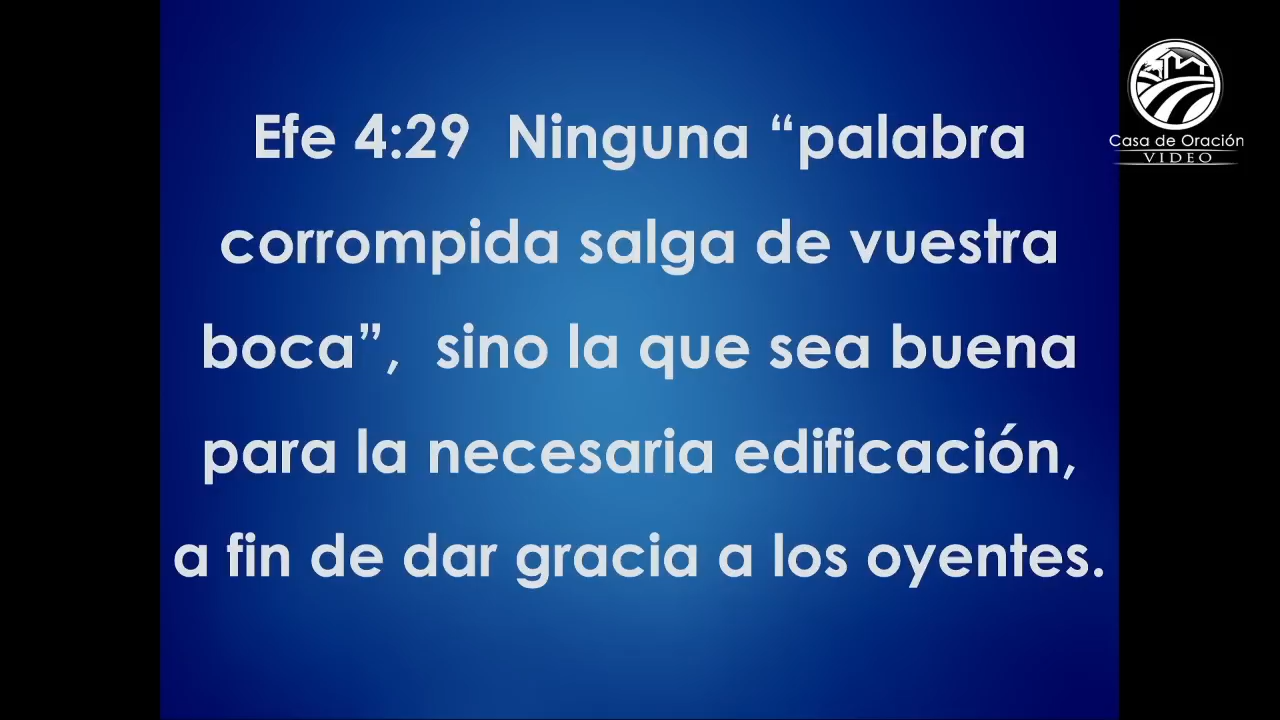 Efe 4:29  Ninguna “palabra
corrompida salga de vuestra
boca”,  sino la que sea buena
para la necesaria edificación,
a fin de dar gracia a los oyentes.
Casa de Oración
VIDEO